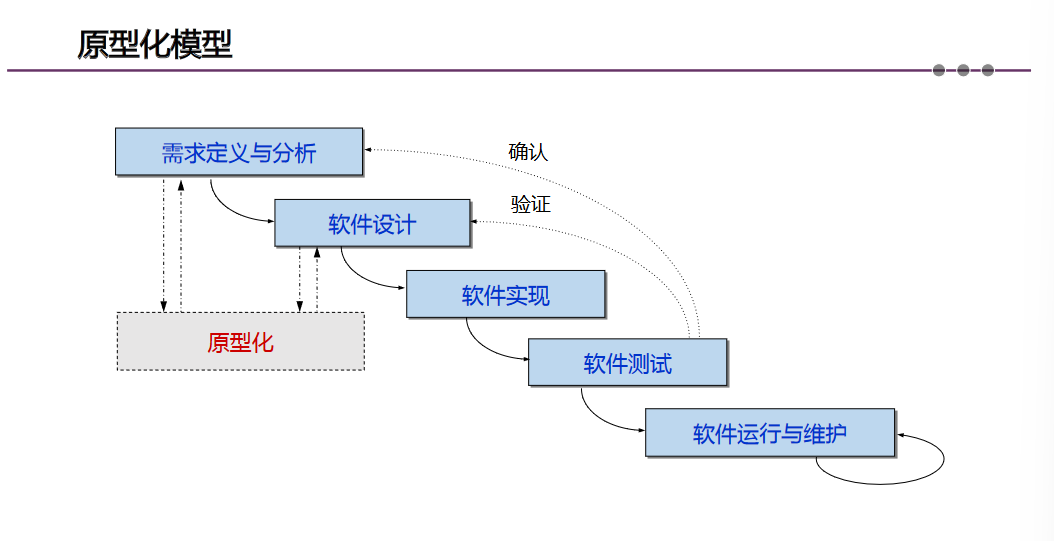 原型化模型
需求定义与分析
确认
验证
软件设计
软件实现
原型化
软件测试
软件运行与维护